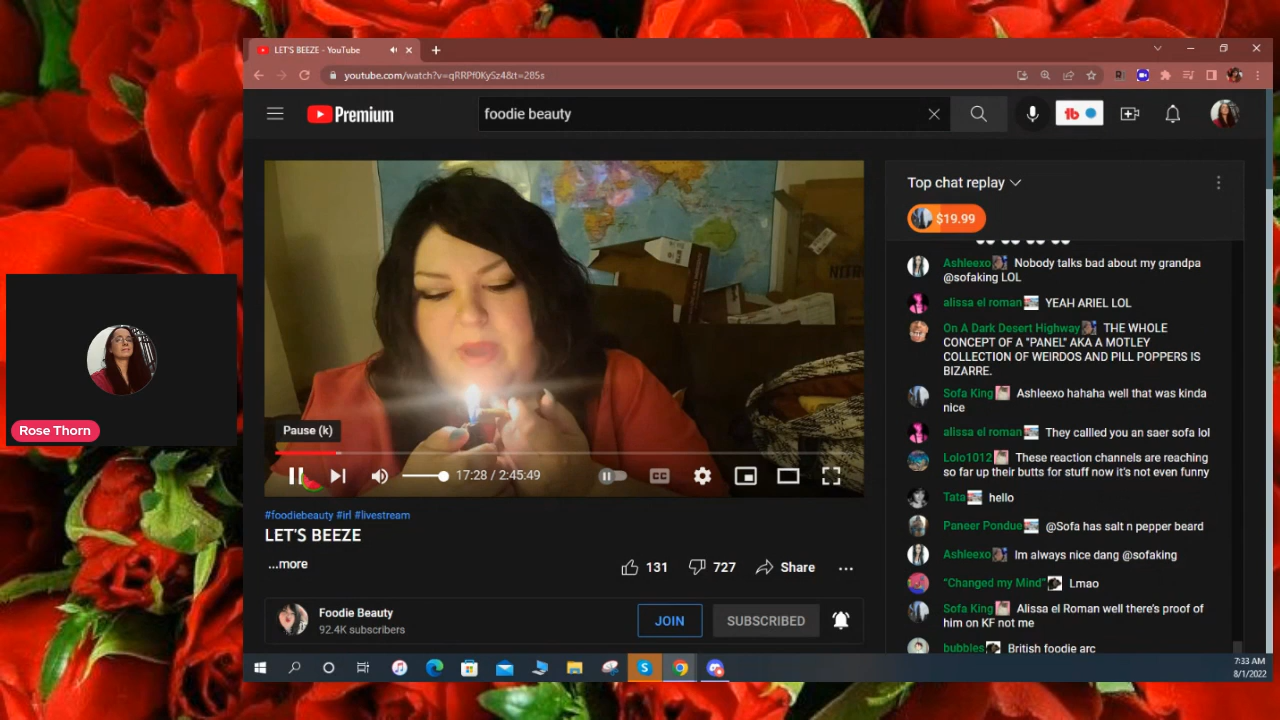 LET'S BEEZE - YouTube
youtube.com/watch?v=qRRPf0KySz4&t=285s
Premium
foodie beauty
Top chat replay
$19.99
Ashleexo Nobody talks bad about my grandpa
@sofaking LOL
alissa el roman YEAH ARIEL LOL
On A Dark Desert Highway THE WHOLE
CONCEPT OF A "PANEL" AKA A MOTLEY
COLLECTION OF WEIRDOS AND PILL POPPERS IS
BIZARRE.
Sofa King Ashleexo hahaha well that was kinda
nice
alissa el roman They callled you an saer sofa lol
Lolo1012 These reaction channels are reaching
so far up their butts for stuff now it's not even funny
Tata hello
Paneer Pondue @Sofa has salt n pepper beard
Ashleexo Im always nice dang @sofaking
"Changed my Mind" Lmao
Sofa King Alissa el Roman well there's proof of
him on KF not me
bubbles British foodie arc
NITR
Pause (k)
17:28 / 2:45:49
CC
#foodiebeauty #irl #livestream
LET'S BEEZE
...more
131 727 Share
Foodie Beauty
92.4K subscribers
JOIN SUBSCRIBED
Rose Thorn
7:33 AM
8/1/2022